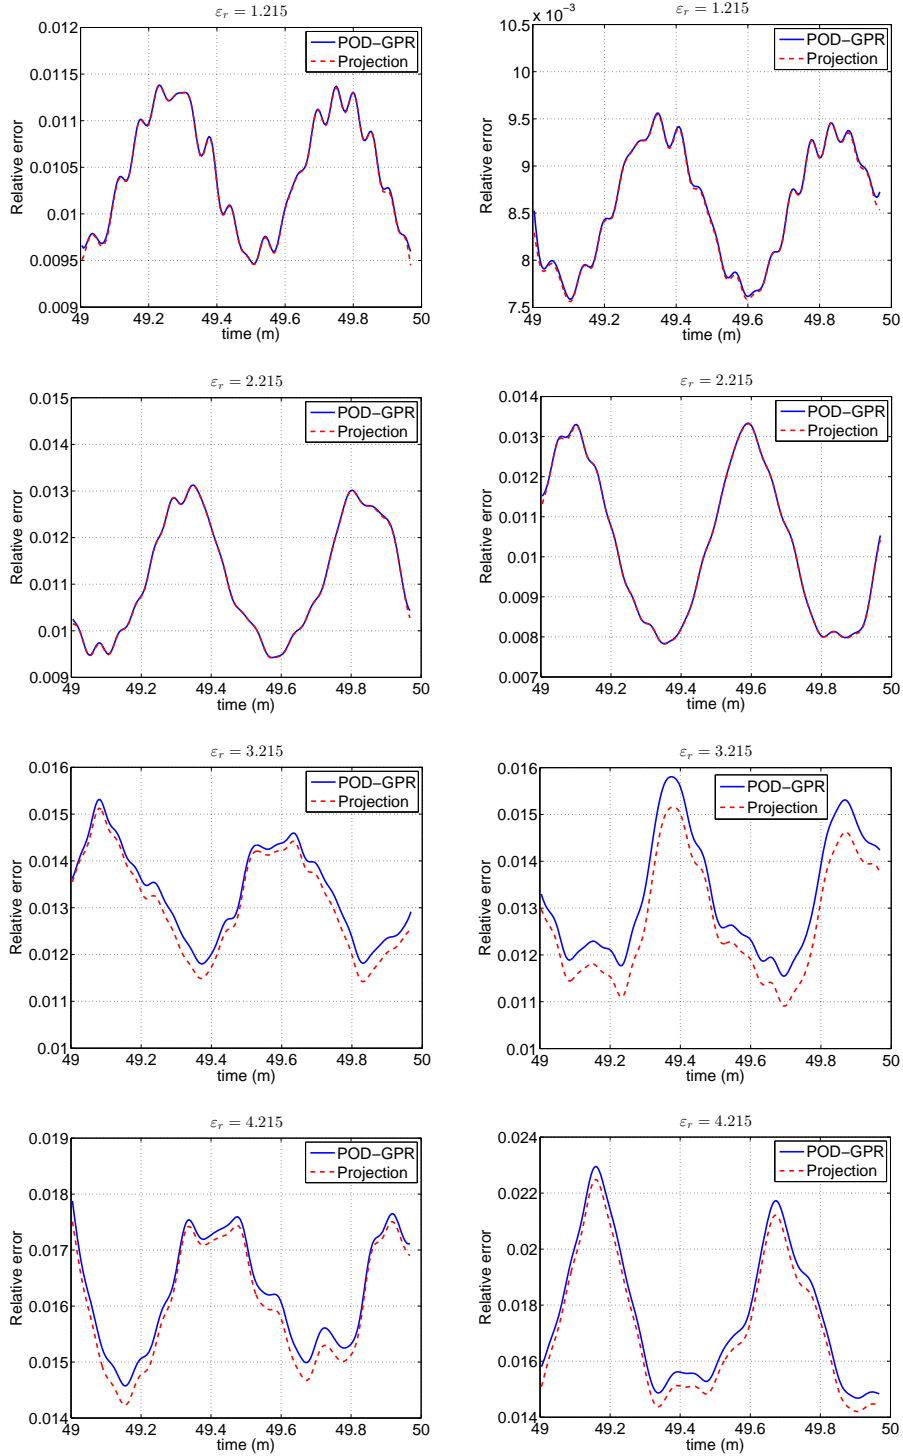 ε_r = 1.215
0.012
0.0115
0.011
0.0105
0.01
0.0095
0.009
Relative error
POD−GPR
Projection
49 49.2 49.4 49.6 49.8 50
time (m)
ε_r = 1.215
x 10⁻³
10.5
10
9.5
9
8.5
8
7.5
Relative error
POD−GPR
Projection
49 49.2 49.4 49.6 49.8 50
time (m)
ε_r = 2.215
0.015
0.014
0.013
0.012
0.011
0.01
0.009
Relative error
POD−GPR
Projection
49 49.2 49.4 49.6 49.8 50
time (m)
ε_r = 2.215
0.014
0.013
0.012
0.011
0.01
0.009
0.008
0.007
Relative error
POD−GPR
Projection
49 49.2 49.4 49.6 49.8 50
time (m)
ε_r = 3.215
0.016
0.015
0.014
0.013
0.012
0.011
0.01
Relative error
POD−GPR
Projection
49 49.2 49.4 49.6 49.8 50
time (m)
ε_r = 3.215
0.016
0.015
0.014
0.013
0.012
0.011
0.01
Relative error
POD−GPR
Projection
49 49.2 49.4 49.6 49.8 50
time (m)
ε_r = 4.215
0.019
0.018
0.017
0.016
0.015
0.014
Relative error
POD−GPR
Projection
49 49.2 49.4 49.6 49.8 50
time (m)
ε_r = 4.215
0.024
0.022
0.02
0.018
0.016
0.014
Relative error
POD−GPR
Projection
49 49.2 49.4 49.6 49.8 50
time (m)